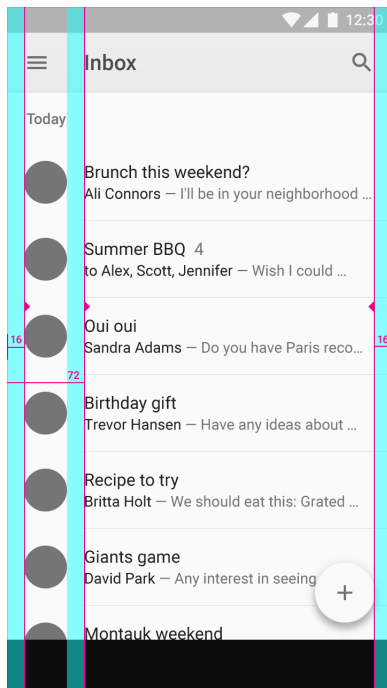 12:30
Inbox
Today
Brunch this weekend?
Ali Connors — I'll be in your neighborhood ...
Summer BBQ 4
to Alex, Scott, Jennifer — Wish I could ...
Oui oui
16
Sandra Adams — Do you have Paris reco...
16
72
Birthday gift
Trevor Hansen — Have any ideas about ...
Recipe to try
Britta Holt — We should eat this: Grated ...
Giants game
David Park — Any interest in seeing
+
Montauk weekend